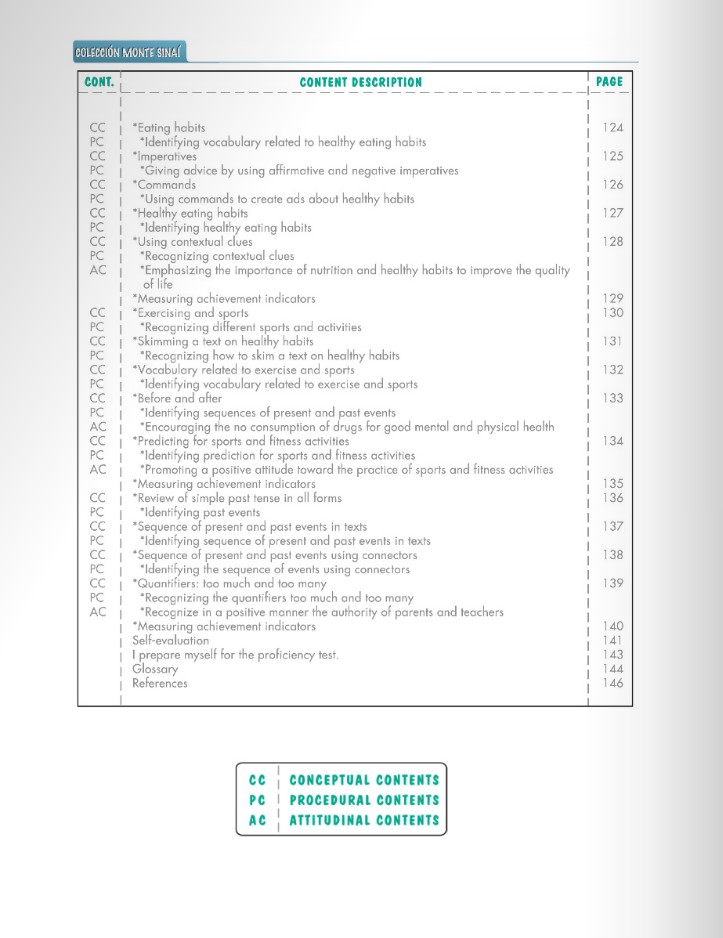 COLECCIÓN MONTE SINAÍ
CONT. CONTENT DESCRIPTION PAGE
CC *Eating habits 124
PC *Identifying vocabulary related to healthy eating habits
CC *Imperatives 125
PC *Giving advice by using affirmative and negative imperatives
CC *Commands 126
PC *Using commands to create ads about healthy habits
CC *Healthy eating habits 127
PC *Identifying healthy eating habits
CC *Using contextual clues 128
PC *Recognizing contextual clues
AC *Emphasizing the importance of nutrition and healthy habits to improve the quality
of life
*Measuring achievement indicators 129
CC *Exercising and sports 130
PC *Recognizing different sports and activities
CC *Skimming a text on healthy habits 131
PC *Recognizing how to skim a text on healthy habits
CC *Vocabulary related to exercise and sports 132
PC *Identifying vocabulary related to exercise and sports
CC *Before and after 133
PC *Identifying sequences of present and past events
AC *Encouraging the no consumption of drugs for good mental and physical health
CC *Predicting for sports and fitness activities 134
PC *Identifying prediction for sports and fitness activities
AC *Promoting a positive attitude toward the practice of sports and fitness activities
*Measuring achievement indicators 135
CC *Review of simple past tense in all forms 136
PC *Identifying past events
CC *Sequence of present and past events in texts 137
PC *Identifying sequence of present and past events in texts
CC *Sequence of present and past events using connectors 138
PC *Identifying the sequence of events using connectors
CC *Quantifiers: too much and too many 139
PC *Recognizing the quantifiers too much and too many
AC *Recognize in a positive manner the authority of parents and teachers
*Measuring achievement indicators 140
Self-evaluation 141
I prepare myself for the proficiency test. 143
Glossary 144
References 146
CC CONCEPTUAL CONTENTS
PC PROCEDURAL CONTENTS
AC ATTITUDINAL CONTENTS